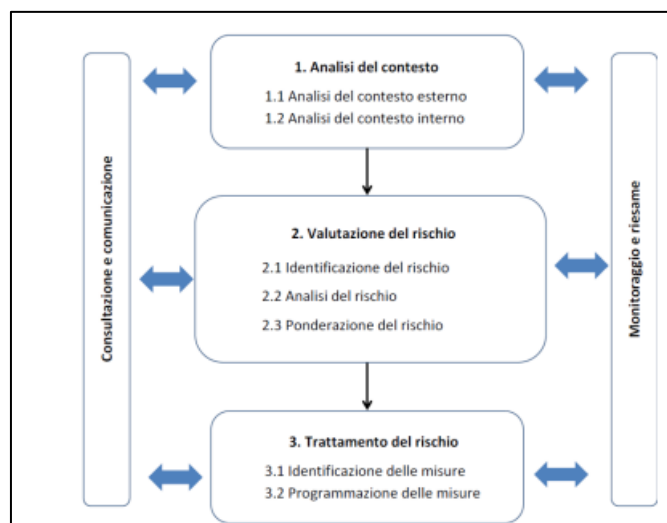 Consultazione e comunicazione
1. Analisi del contesto
1.1 Analisi del contesto esterno
1.2 Analisi del contesto interno
2. Valutazione del rischio
2.1 Identificazione del rischio
2.2 Analisi del rischio
2.3 Ponderazione del rischio
3. Trattamento del rischio
3.1 Identificazione delle misure
3.2 Programmazione delle misure
Monitoraggio e riesame